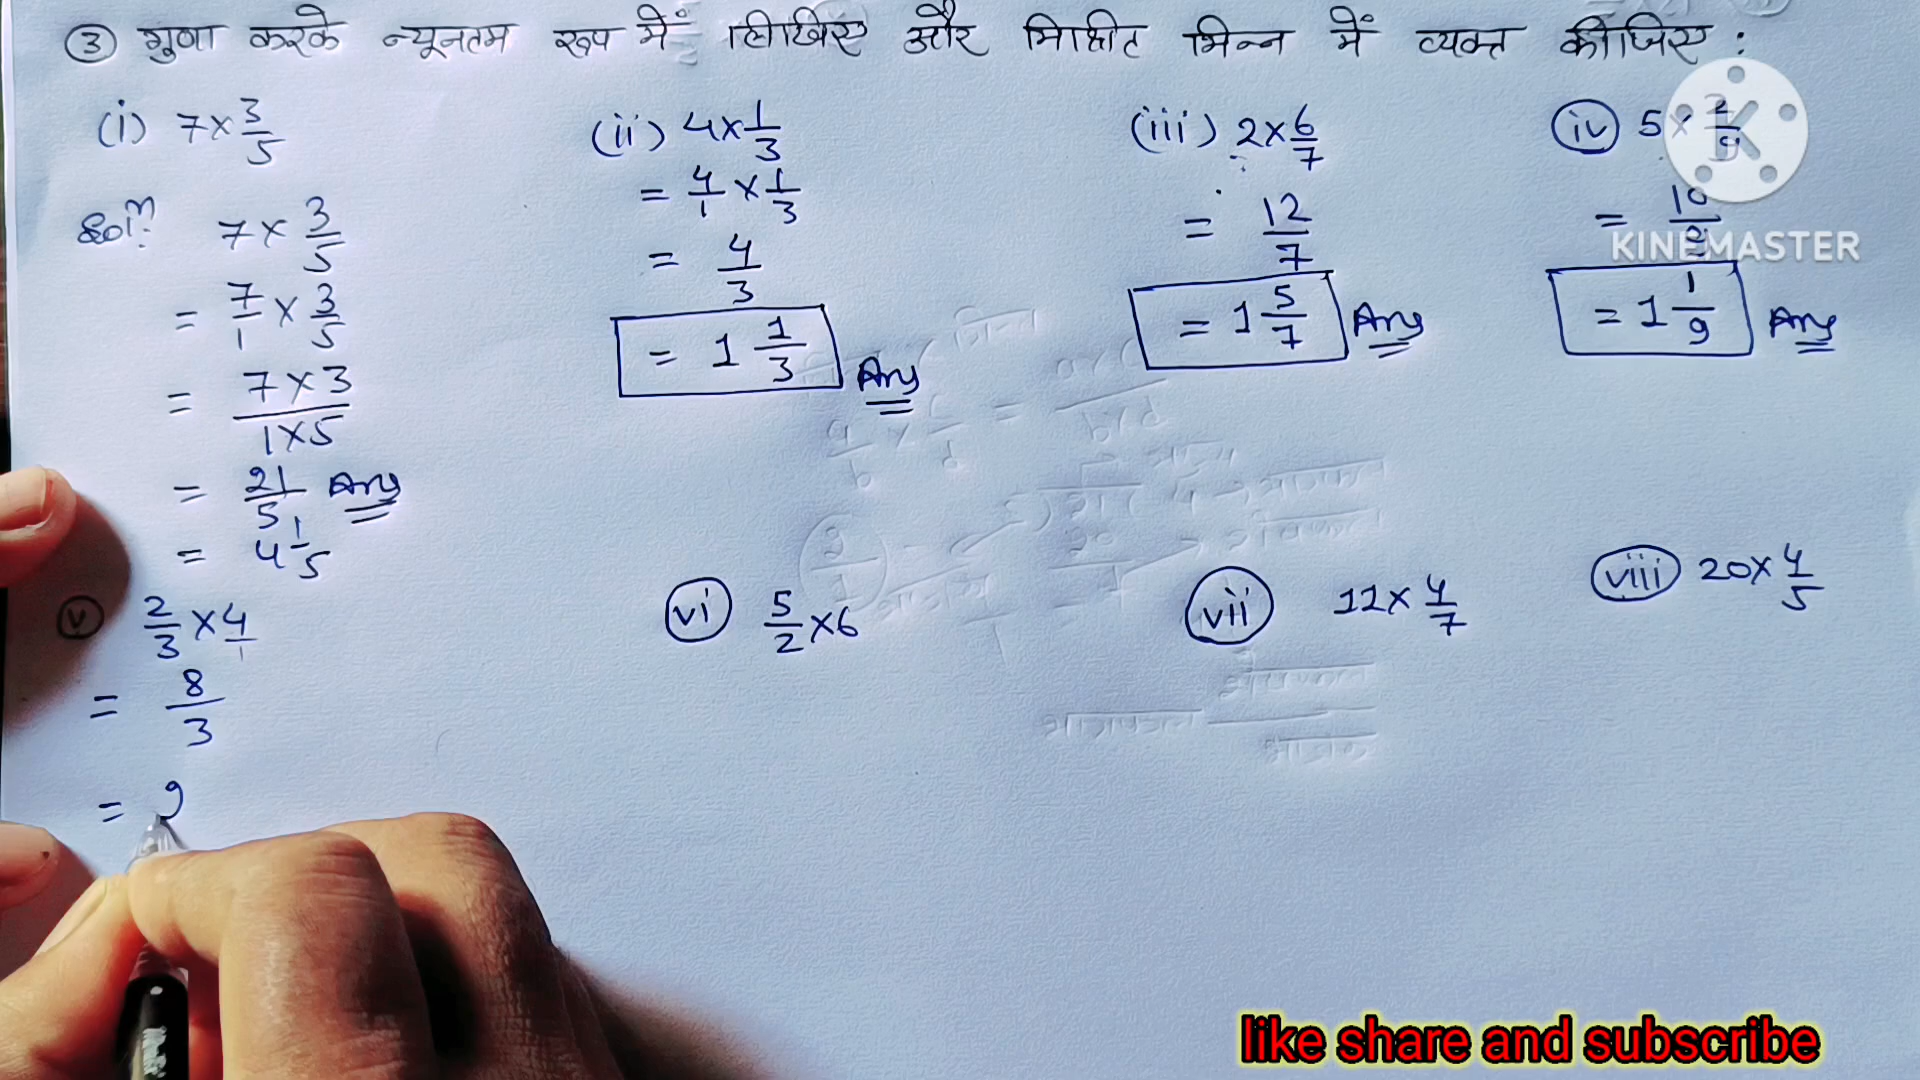 ③ गुणा करके न्यूनतम रूप में लिखिए और मिश्रित भिन्न में व्यक्त कीजिए :
(i) 7 × 3/5
Solⁿ: 7 × 3/5
= 7/1 × 3/5
= 7 × 3 / 1 × 5
= 21/5 Ans
= 4 1/5
(ii) 4 × 1/3
= 4/1 × 1/3
= 4/3
= 1 1/3 Ans
(iii) 2 × 6/7
= 12/7
= 1 5/7 Ans
(iv) 5 ×
= 10
= 1 1/9 Ans
(v) 2/3 × 4/1
= 8/3
= 2
(vi) 5/2 × 6
(vii) 11 × 4/7
(viii) 20 × 4/5
KINEMASTER
like share and subscribe